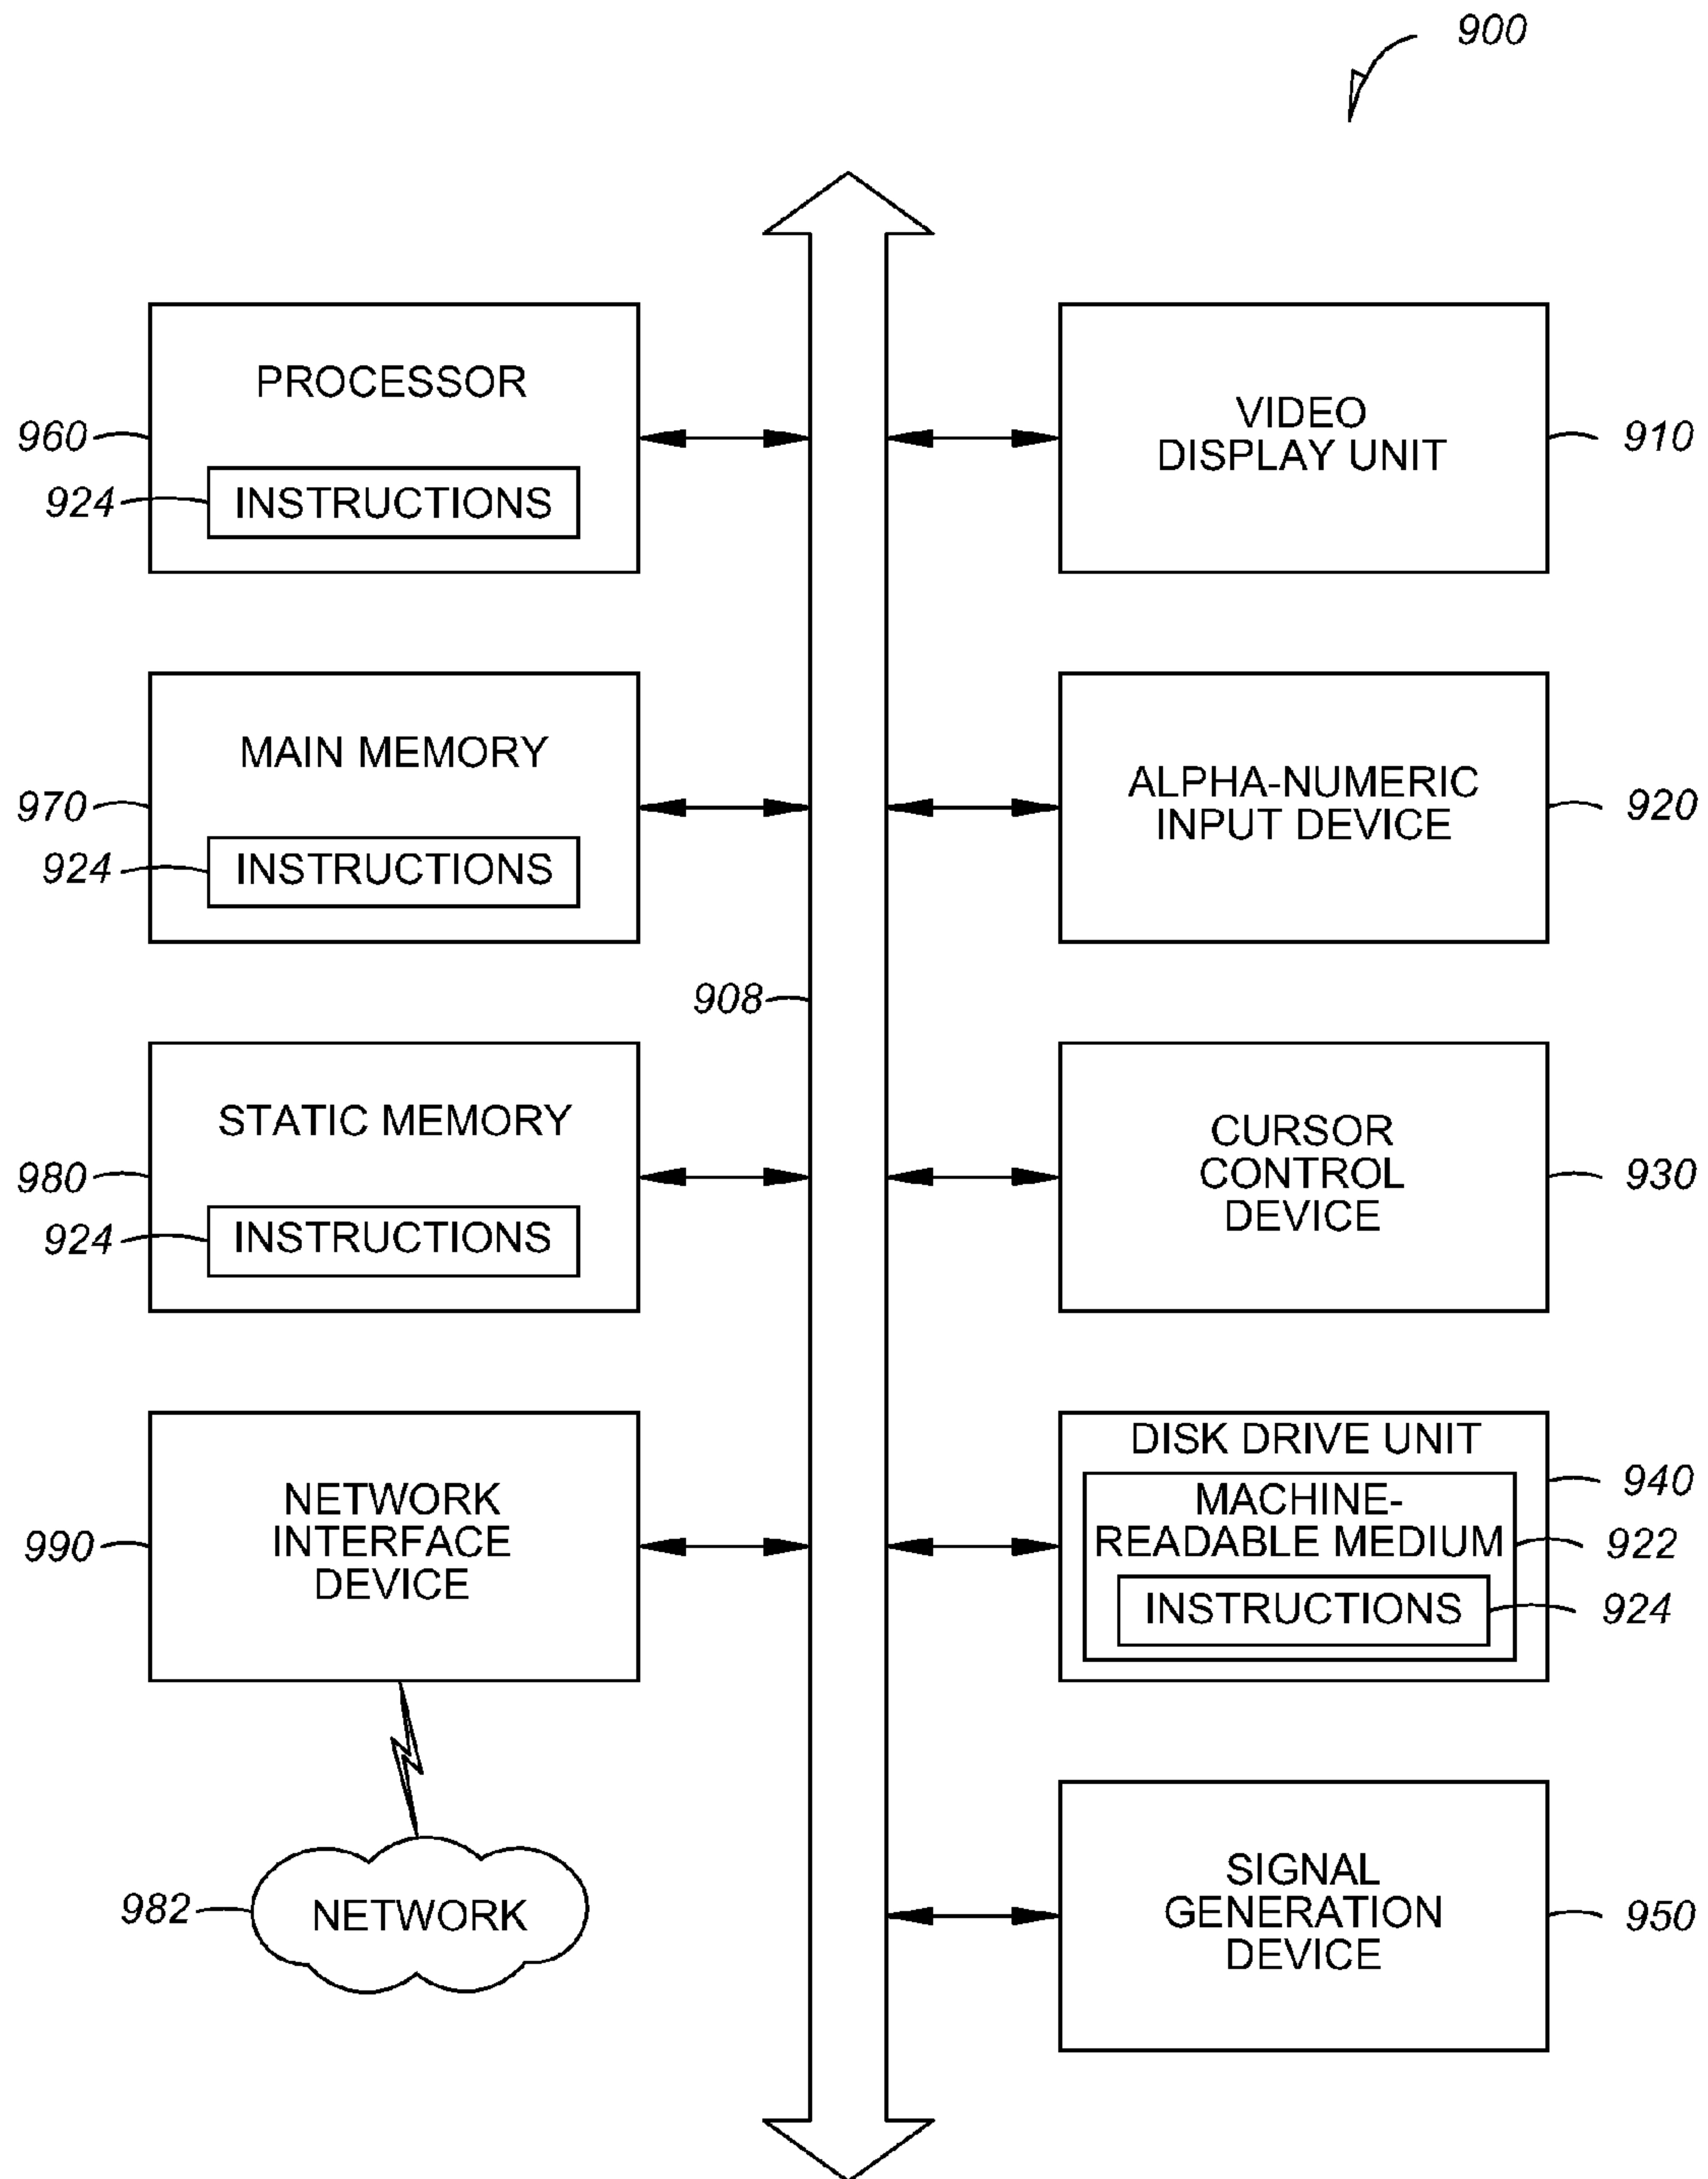 900
PROCESSOR
960
924
INSTRUCTIONS
VIDEO
DISPLAY UNIT
910
MAIN MEMORY
970
924
INSTRUCTIONS
ALPHA-NUMERIC
INPUT DEVICE
920
908
STATIC MEMORY
980
924
INSTRUCTIONS
CURSOR
CONTROL
DEVICE
930
NETWORK
INTERFACE
DEVICE
990
DISK DRIVE UNIT
940
MACHINE-
READABLE MEDIUM
922
INSTRUCTIONS
924
982
NETWORK
SIGNAL
GENERATION
DEVICE
950